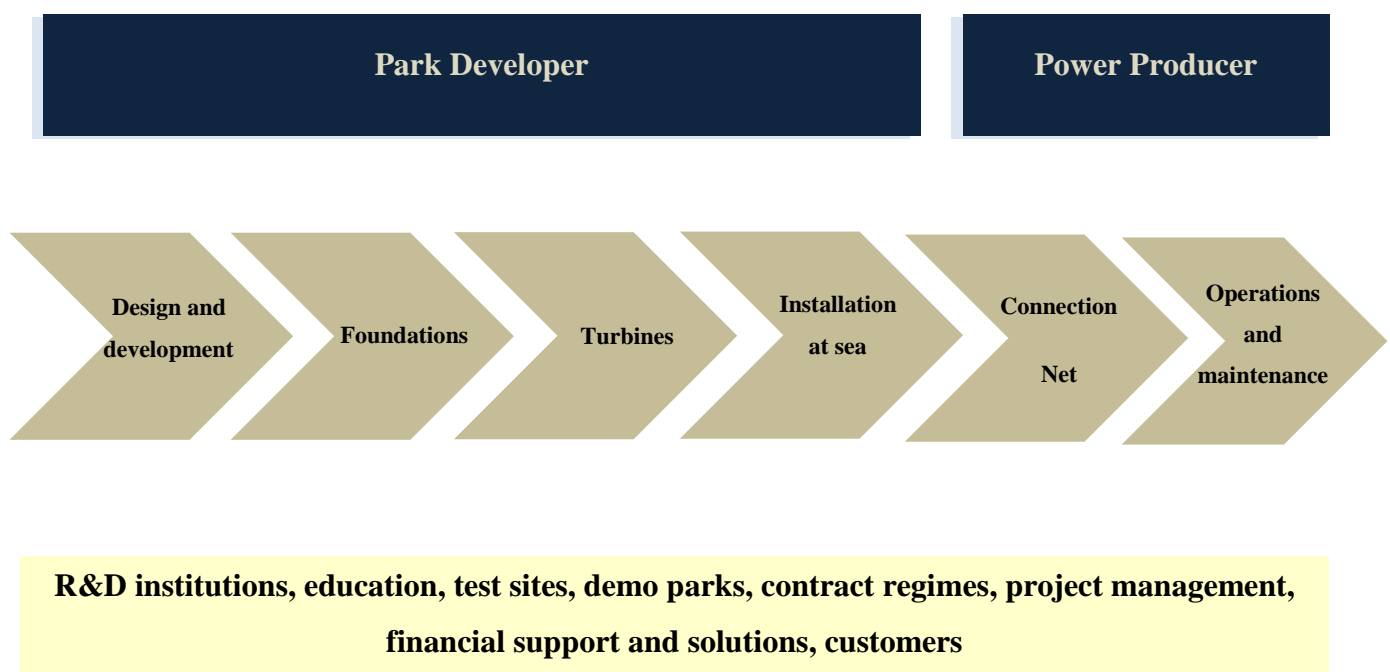 Park Developer
Power Producer
Design and
development
Foundations
Turbines
Installation
at sea
Connection
Net
Operations
and
maintenance
R&D institutions, education, test sites, demo parks, contract regimes, project management,
financial support and solutions, customers